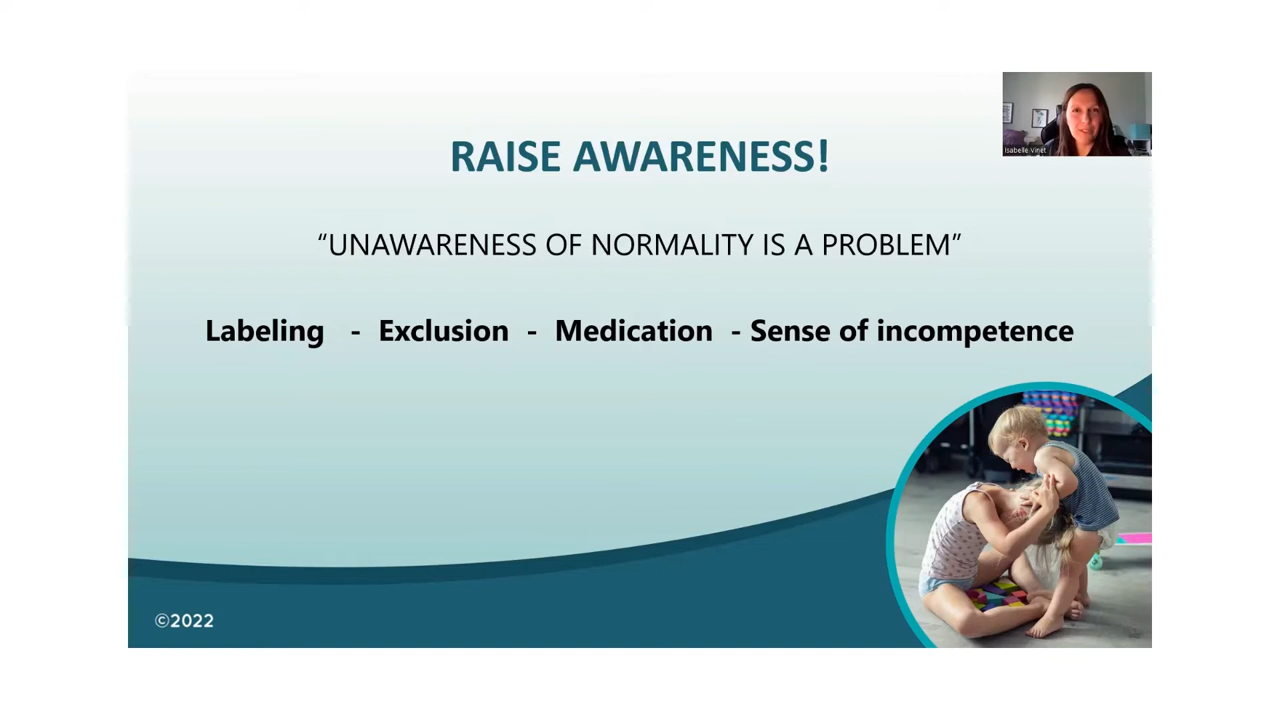 Isabelle Vinet
RAISE AWARENESS!
“UNAWARENESS OF NORMALITY IS A PROBLEM”
Labeling - Exclusion - Medication - Sense of incompetence
©2022